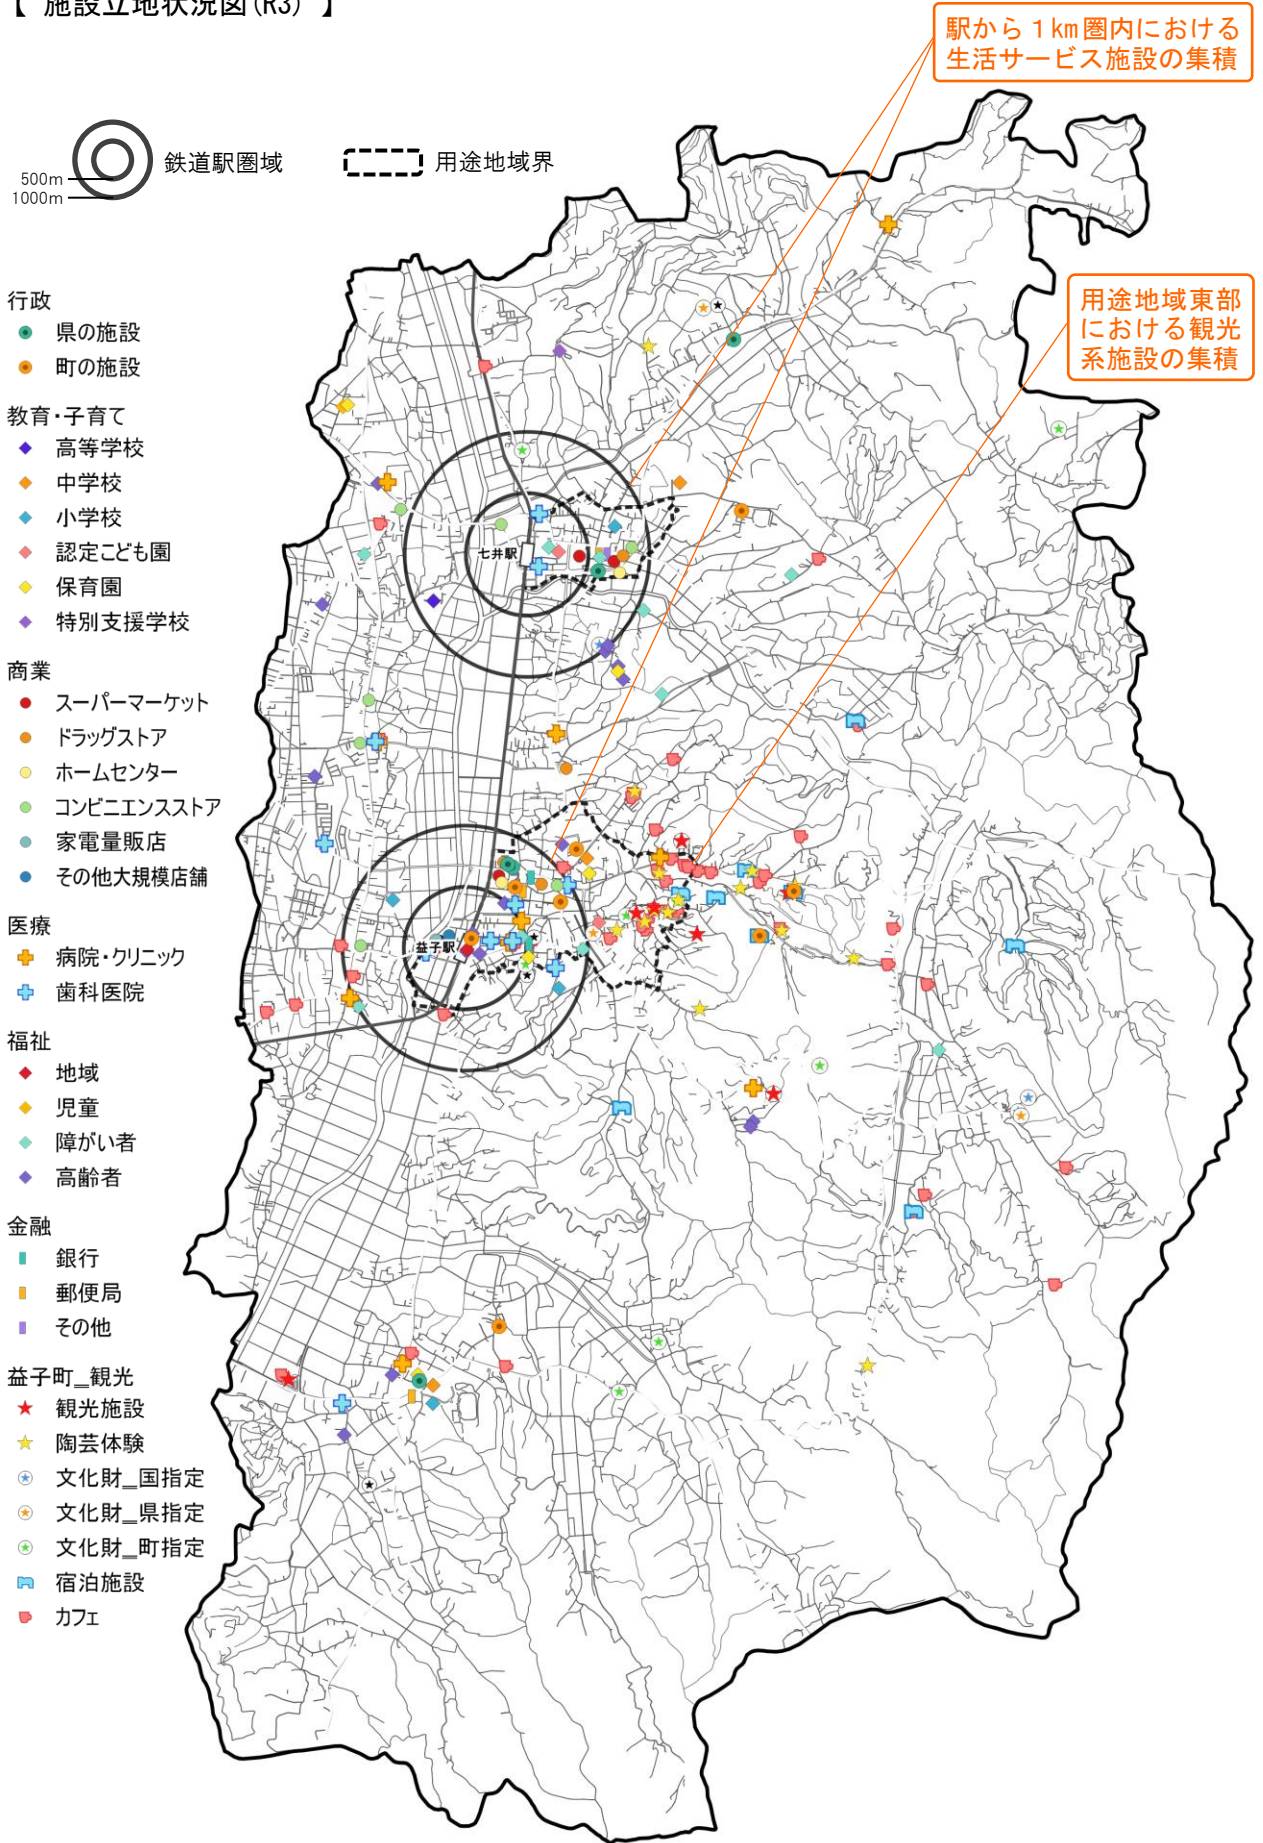 【 施設立地状況図(R3) 】
駅から1km圏内における
生活サービス施設の集積
500m
1000m
鉄道駅圏域
用途地域界
用途地域東部
における観光
系施設の集積
行政
県の施設
町の施設
教育・子育て
高等学校
中学校
小学校
認定こども園
保育園
特別支援学校
商業
スーパーマーケット
ドラッグストア
ホームセンター
コンビニエンスストア
家電量販店
その他大規模店舗
医療
病院・クリニック
歯科医院
福祉
地域
児童
障がい者
高齢者
金融
銀行
郵便局
その他
益子町_観光
観光施設
陶芸体験
文化財_国指定
文化財_県指定
文化財_町指定
宿泊施設
カフェ
七井駅
益子駅